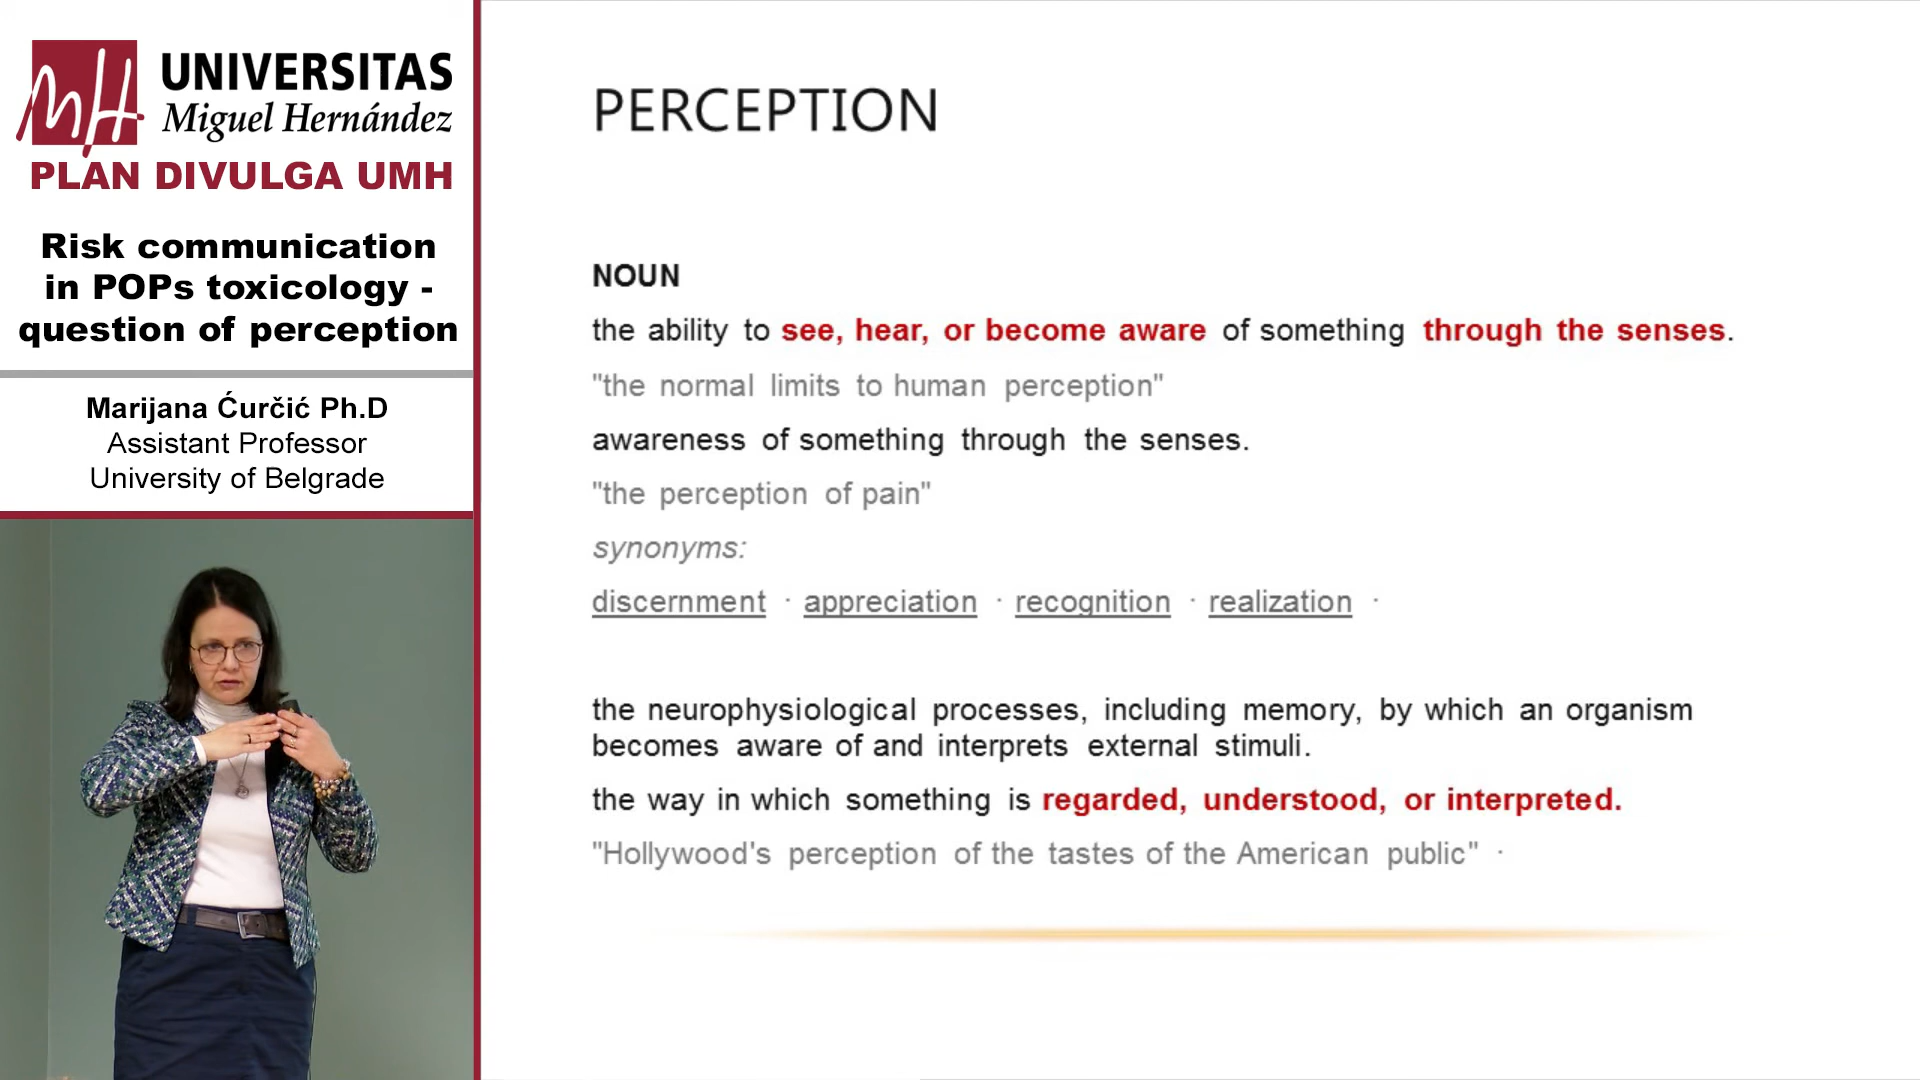 UNIVERSITAS
Miguel Hernández
PLAN DIVULGA UMH
Risk communication
in POPs toxicology -
question of perception
Marijana Ćurčić Ph.D
Assistant Professor
University of Belgrade
PERCEPTION
NOUN
the ability to see, hear, or become aware of something through the senses.
"the normal limits to human perception"
awareness of something through the senses.
"the perception of pain"
synonyms:
discernment · appreciation · recognition · realization ·
the neurophysiological processes, including memory, by which an organism
becomes aware of and interprets external stimuli.
the way in which something is regarded, understood, or interpreted.
"Hollywood's perception of the tastes of the American public" ·